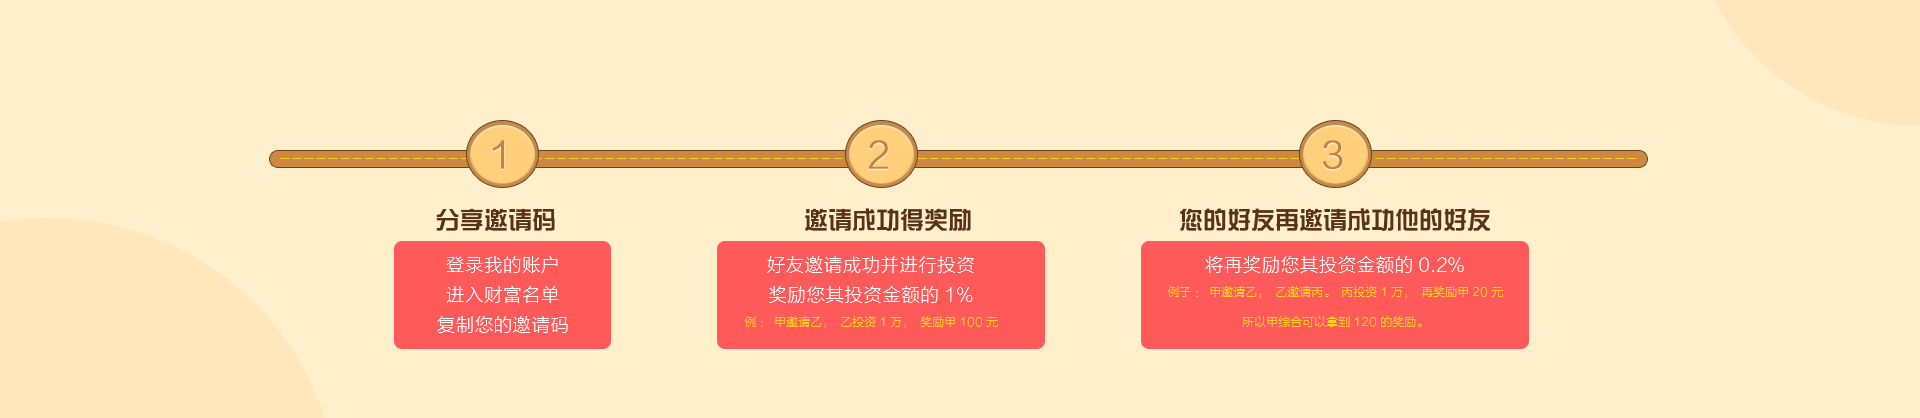 1
分享邀请码
登录我的账户
进入财富名单
复制您的邀请码
2
邀请成功得奖励
好友邀请成功并进行投资
奖励您其投资金额的 1%
例： 甲邀请乙， 乙投资 1 万， 奖励甲 100 元
3
您的好友再邀请成功他的好友
将再奖励您其投资金额的 0.2%
例子： 甲邀请乙， 乙邀请丙。 丙投资 1 万， 再奖励甲 20 元
所以甲综合可以拿到 120 的奖励。